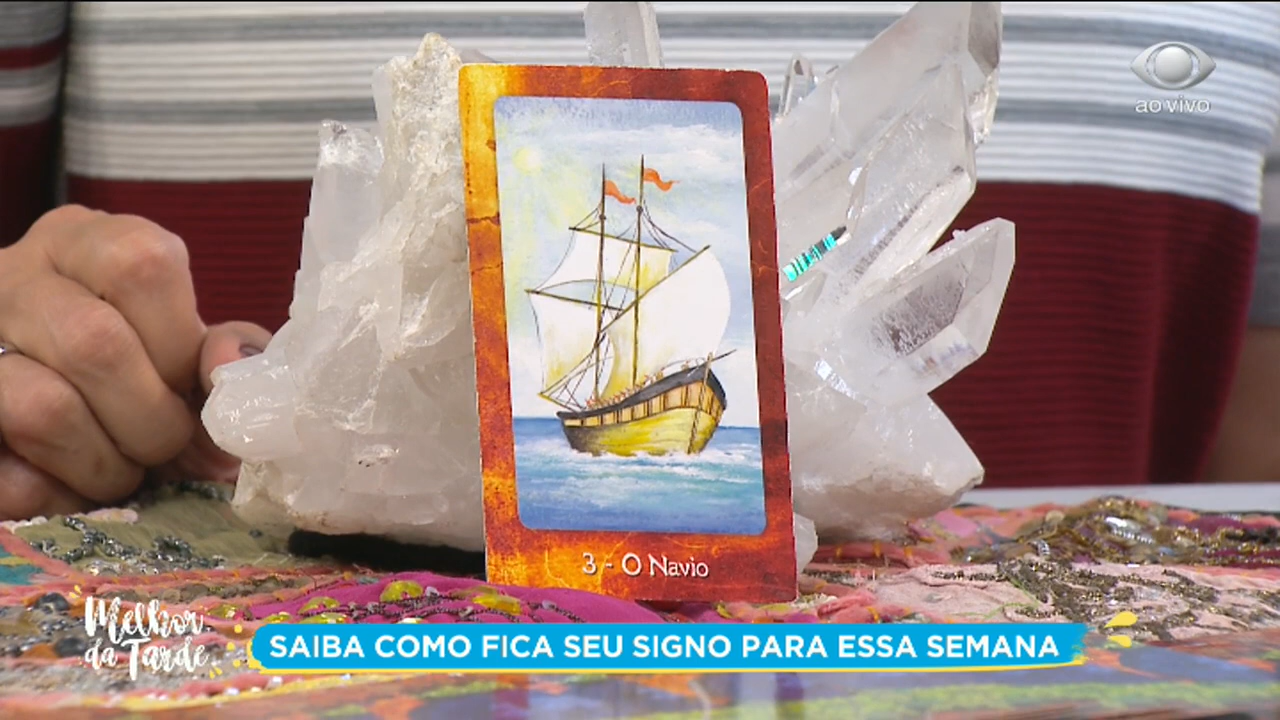 ao vivo
3 - O Navio
Melhor
da Tarde
SAIBA COMO FICA SEU SIGNO PARA ESSA SEMANA